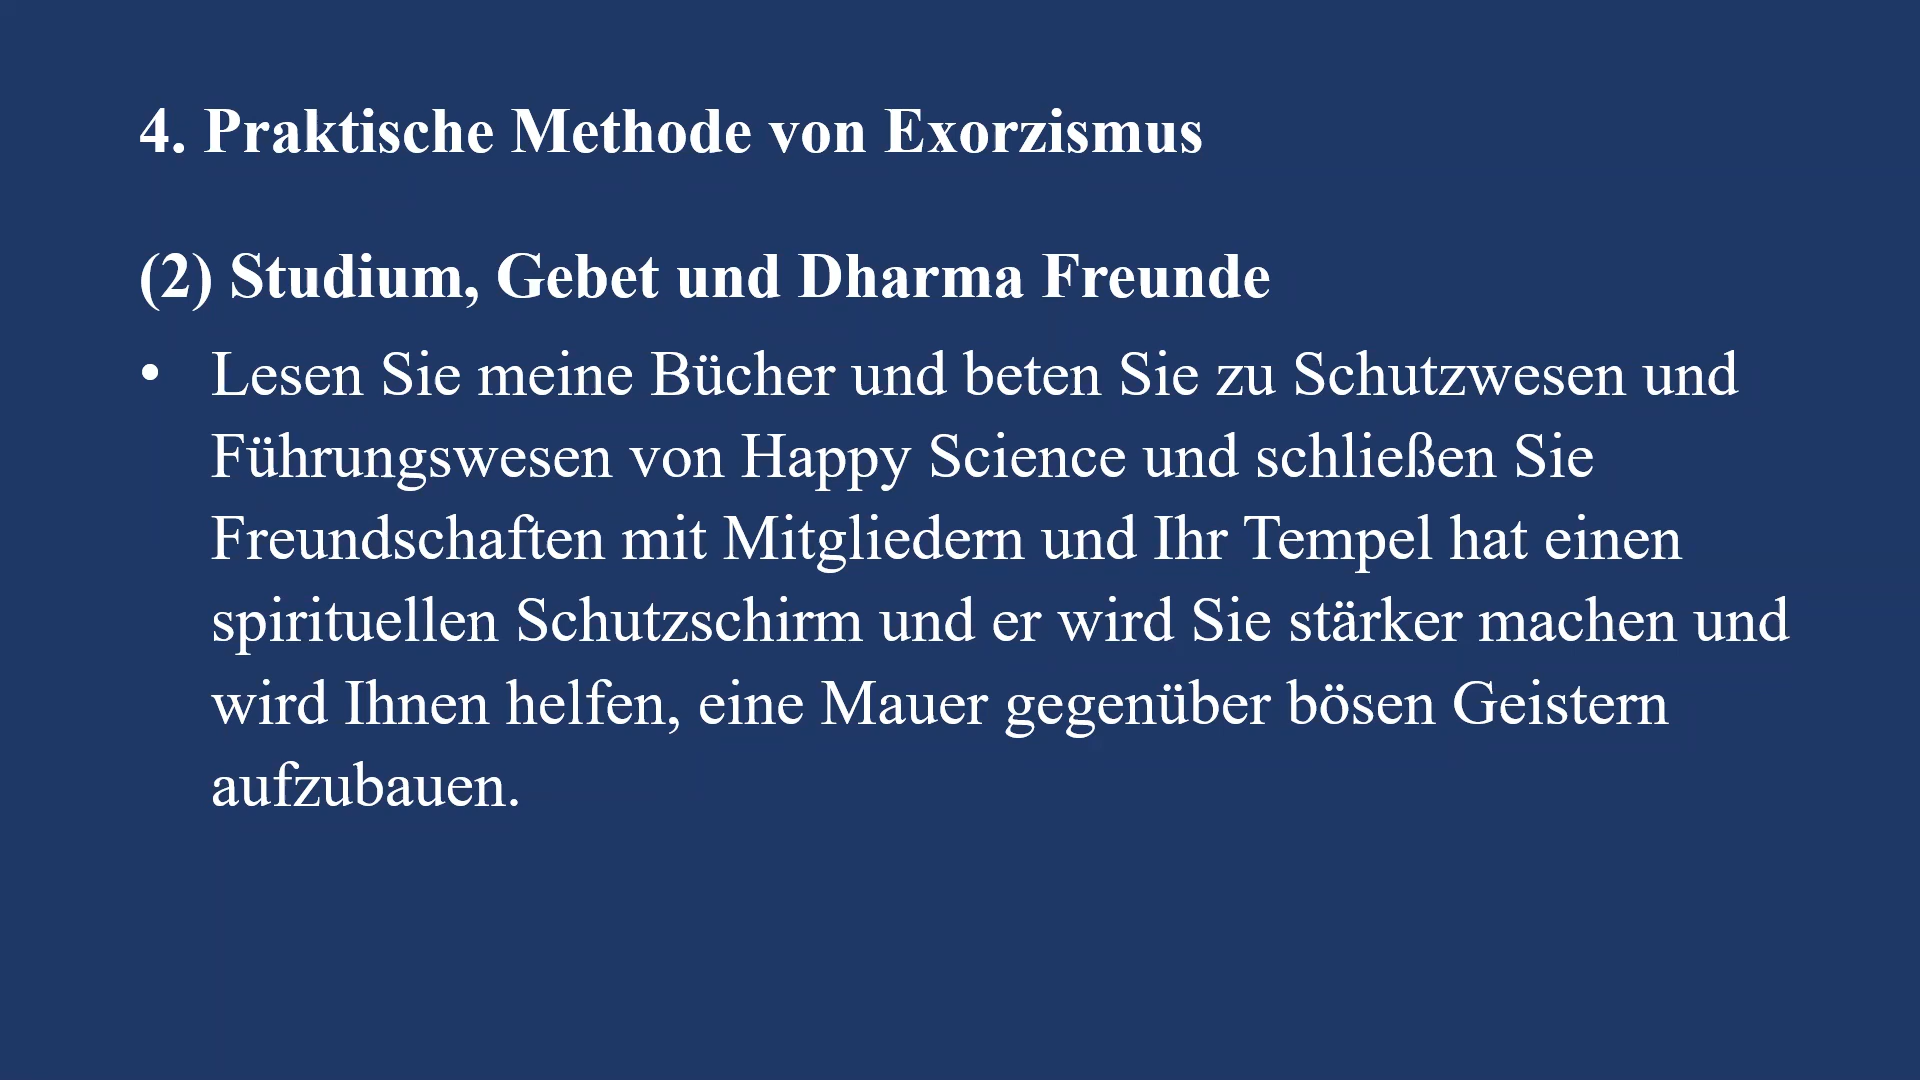 4. Praktische Methode von Exorzismus
(2) Studium, Gebet und Dharma Freunde
• Lesen Sie meine Bücher und beten Sie zu Schutzwesen und
Führungswesen von Happy Science und schließen Sie
Freundschaften mit Mitgliedern und Ihr Tempel hat einen
spirituellen Schutzschirm und er wird Sie stärker machen und
wird Ihnen helfen, eine Mauer gegenüber bösen Geistern
aufzubauen.